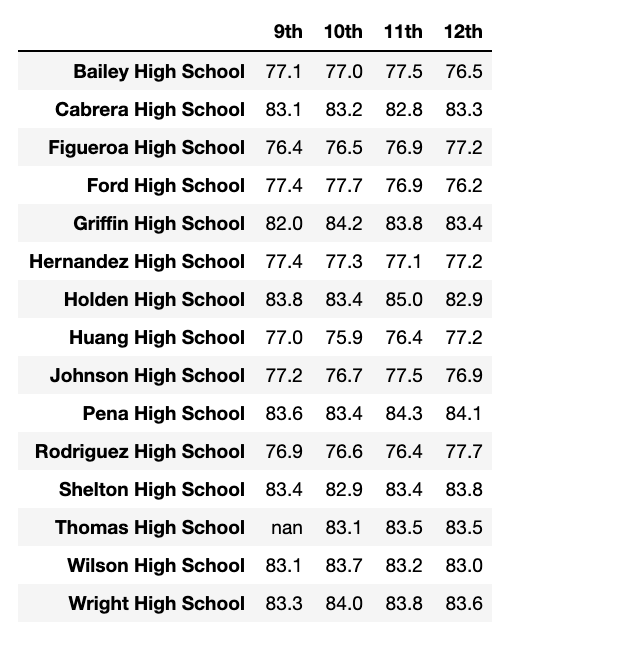 9th 10th 11th 12th
Bailey High School 77.1 77.0 77.5 76.5
Cabrera High School 83.1 83.2 82.8 83.3
Figueroa High School 76.4 76.5 76.9 77.2
Ford High School 77.4 77.7 76.9 76.2
Griffin High School 82.0 84.2 83.8 83.4
Hernandez High School 77.4 77.3 77.1 77.2
Holden High School 83.8 83.4 85.0 82.9
Huang High School 77.0 75.9 76.4 77.2
Johnson High School 77.2 76.7 77.5 76.9
Pena High School 83.6 83.4 84.3 84.1
Rodriguez High School 76.9 76.6 76.4 77.7
Shelton High School 83.4 82.9 83.4 83.8
Thomas High School nan 83.1 83.5 83.5
Wilson High School 83.1 83.7 83.2 83.0
Wright High School 83.3 84.0 83.8 83.6